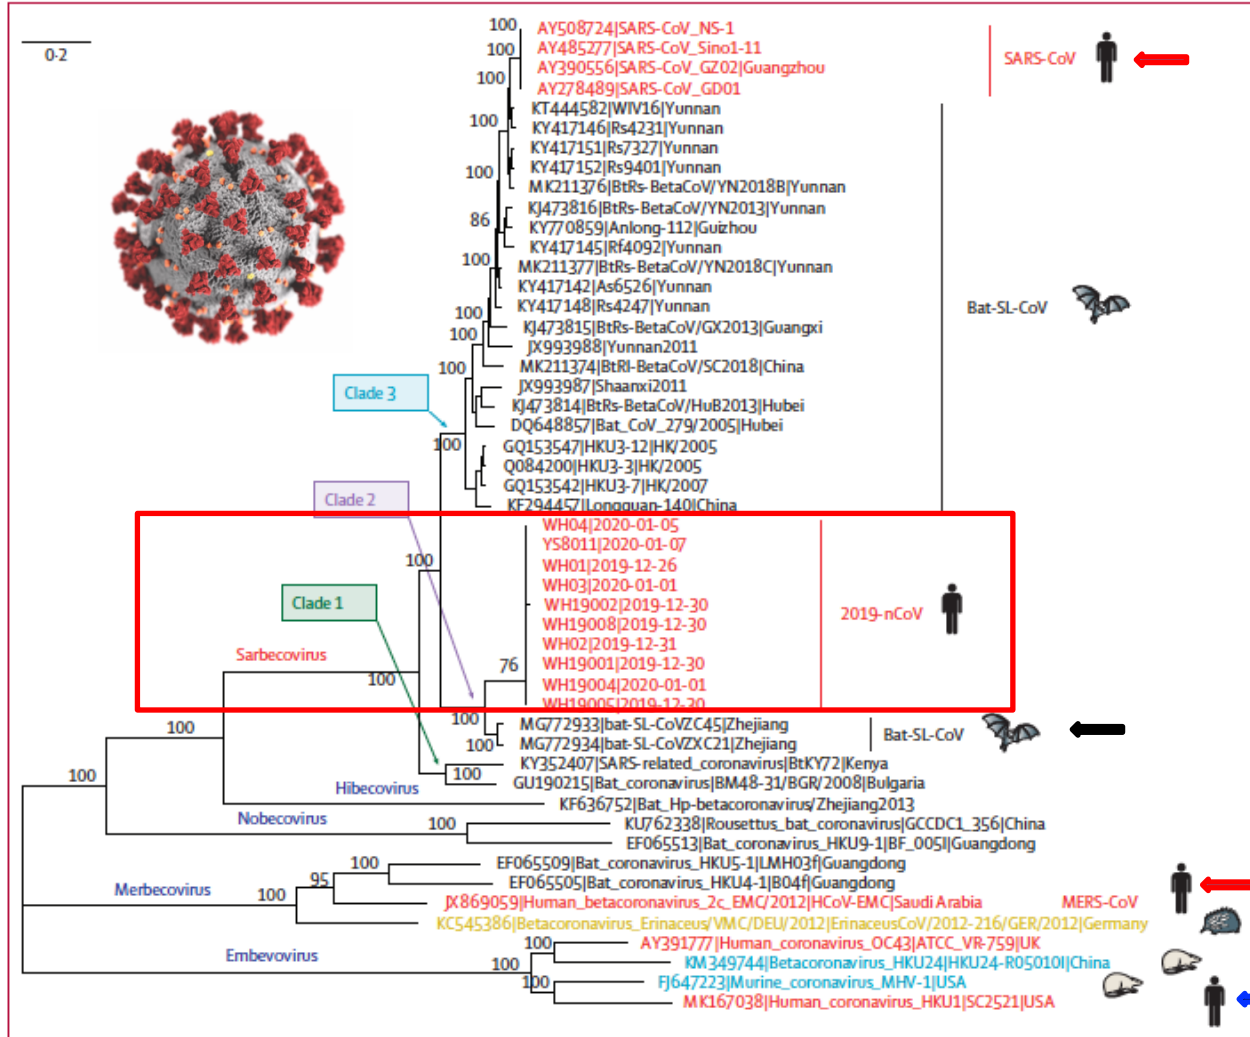 0-2
100
AY508724|SARS-CoV_NS-1
100
AY485277|SARS-CoV_Sino1-11
AY390556|SARS-CoV_GZ02|Guangzhou
100
AY278489|SARS-CoV_GD01
SARS-CoV
KT444582|WIV16|Yunnan
100
KY417146|Rs4231|Yunnan
KY417151|Rs7327|Yunnan
100
KY417152|Rs9401|Yunnan
MK211376|BtRs-BetaCoV/YN2018B|Yunnan
KJ473816|BtRs-BetaCoV/YN2013|Yunnan
86
KY770859|Anlong-112|Guizhou
KY417145|Rf4092|Yunnan
100
MK211377|BtRs-BetaCoV/YN2018C|Yunnan
KY417142|As6526|Yunnan
100
KY417148|Rs4247|Yunnan
Bat-SL-CoV
100
KJ473815|BtRs-BetaCoV/GX2013|Guangxi
JX993988|Yunnan2011
100
MK211374|BtRl-BetaCoV/SC2018|China
JX993987|Shaanxi2011
Clade 3
KJ473814|BtRs-BetaCoV/HuB2013|Hubei
DQ648857|Bat_CoV_279/2005|Hubei
100
GQ153547|HKU3-12|HK/2005
Q084200|HKU3-3|HK/2005
GQ153542|HKU3-7|HK/2007
Clade 2
KF294457|Longquan-140|China
WH04|2020-01-05
YS8011|2020-01-07
100
WH01|2019-12-26
WH03|2020-01-01
Clade 1
WH19002|2019-12-30
2019-nCoV
WH19008|2019-12-30
WH02|2019-12-31
Sarbecovirus
76
WH19001|2019-12-30
100
WH19004|2020-01-01
WH19005|2019-12-30
100
MG772933|bat-SL-CoVZC45|Zhejiang
100
Bat-SL-CoV
100
MG772934|bat-SL-CoVZXC21|Zhejiang
KY352407|SARS-related_coronavirus|BtKY72|Kenya
100
100
GU190215|Bat_coronavirus|BM48-31/BGR/2008|Bulgaria
Hibecovirus
KF636752|Bat_Hp-betacoronavirus/Zhejiang2013
Nobecovirus
100
KU762338|Rousettus_bat_coronavirus|GCCDC1_356|China
EF065513|Bat_coronavirus_HKU9-1|BF_005I|Guangdong
100
EF065509|Bat_coronavirus_HKU5-1|LMH03f|Guangdong
95
EF065505|Bat_coronavirus_HKU4-1|B04f|Guangdong
Merbecovirus
100
JX869059|Human_betacoronavirus_2c_EMC/2012|HCoV-EMC|Saudi Arabia
MERS-CoV
KC545386|Betacoronavirus_Erinaceus/VMC/DEU/2012|ErinaceusCoV/2012-216/GER/2012|Germany
Embevovirus
100
AY391777|Human_coronavirus_OC43|ATCC_VR-759|UK
100
KM349744|Betacoronavirus_HKU24|HKU24-R05010I|China
100
FJ647223|Murine_coronavirus_MHV-1|USA
MK167038|Human_coronavirus_HKU1|SC2521|USA